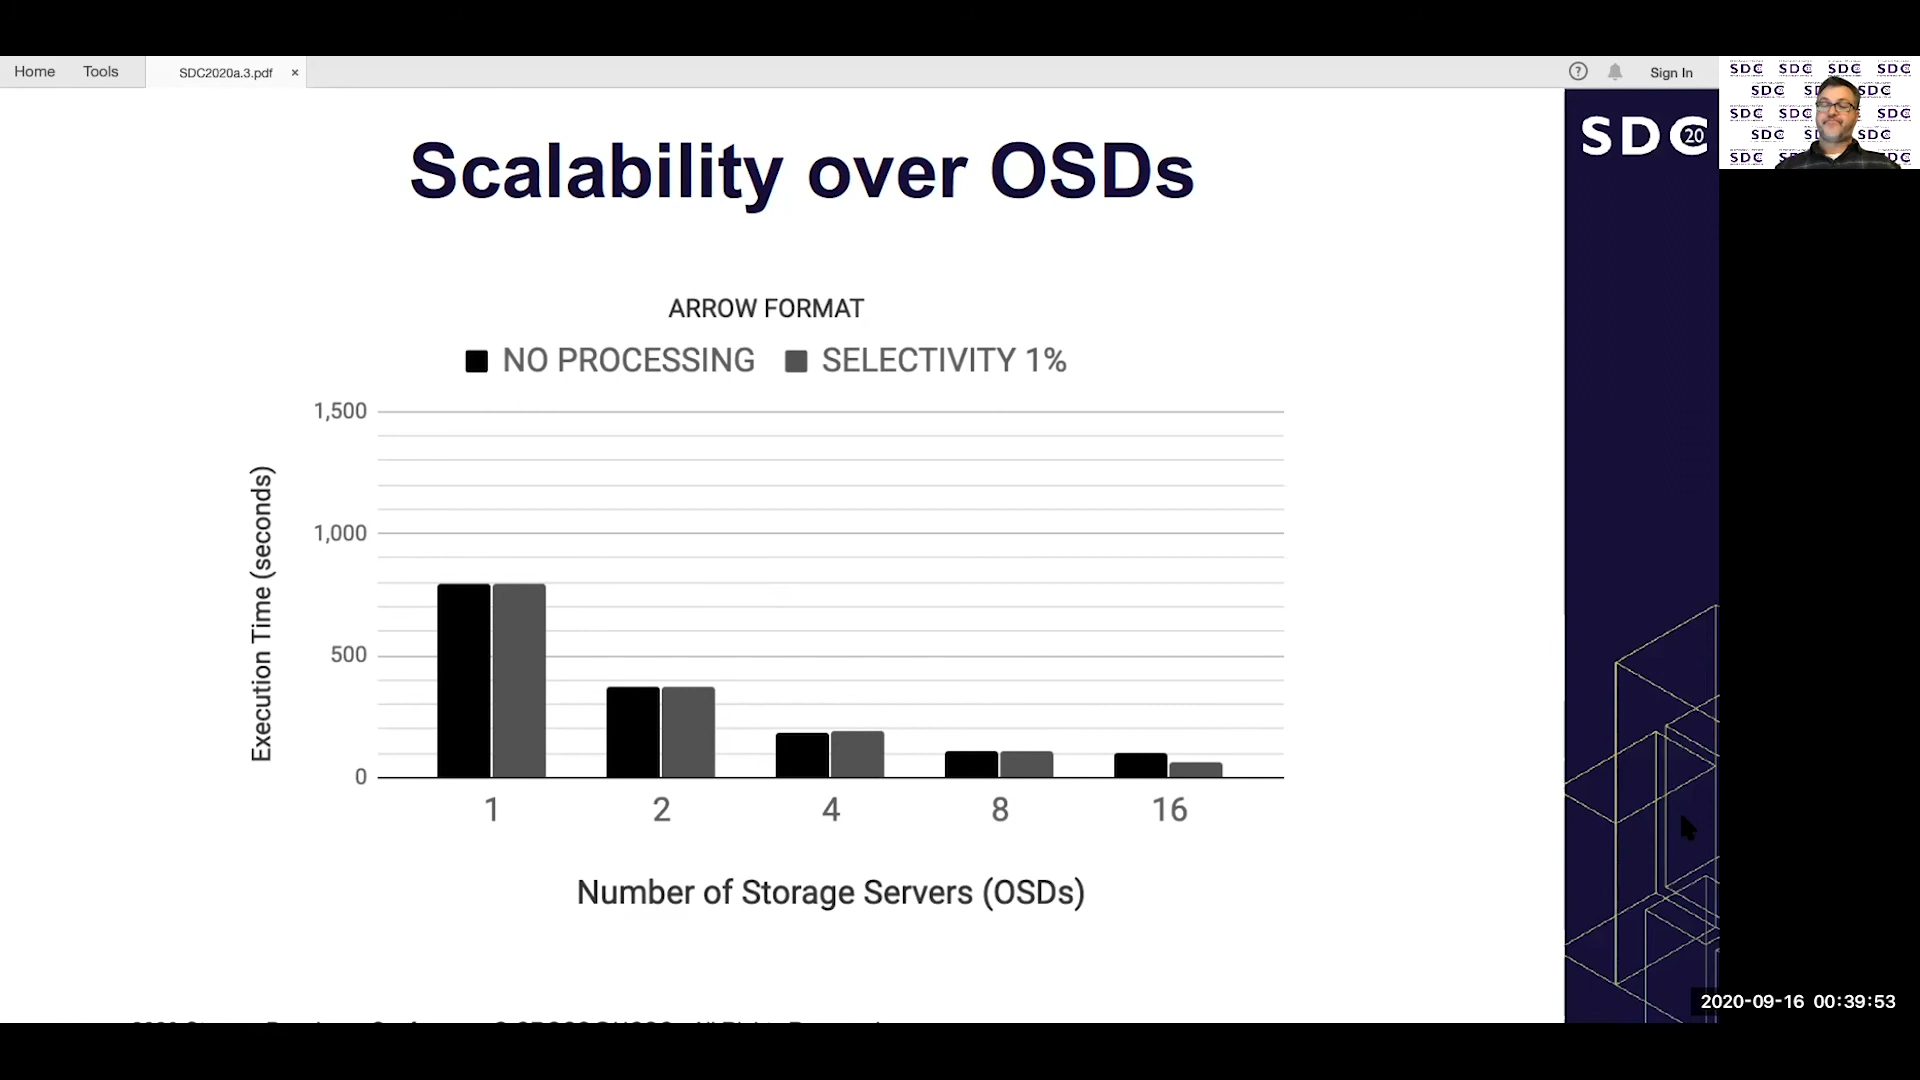 Home Tools SDC2020a.3.pdf × ? Sign In
SDC 20
SDC SDC SDC SDC
SDC SDC
SDC SDC SDC
SDC SDC
SDC
Scalability over OSDs
ARROW FORMAT
NO PROCESSING SELECTIVITY 1%
Execution Time (seconds)
1,500
1,000
500
0
1 2 4 8 16
Number of Storage Servers (OSDs)
2020-09-16 00:39:53